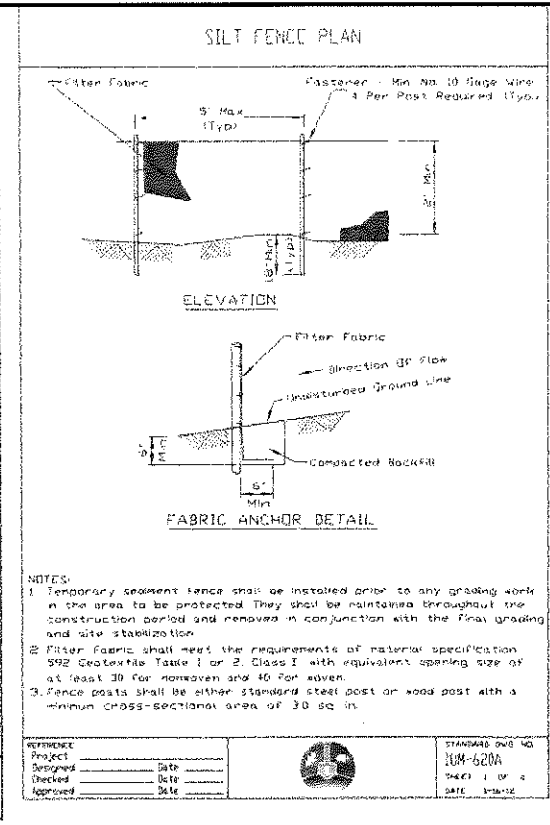 SILT FENCE PLAN
Filter Fabric
Fastener - Min. No. 10 Gage Wire
4 Per Post Required (Typ.)
(Typ.)
Min
18" Min
(Typ.)
ELEVATION
Filter Fabric
Direction Of Flow
Undisturbed Ground Line
6"
Min
Compacted Backfill
6"
Min
FABRIC ANCHOR DETAIL
NOTES:
1. Temporary sediment fence shall be installed prior to any grading work
in the area to be protected. They shall be maintained throughout the
construction period and removed in conjunction with the final grading
and site stabilization
2. Filter fabric shall meet the requirements of material specification
592 Geotextile Table 1 or 2, Class I with equivalent opening size of
at least 30 for nonwoven and 40 for woven.
3. Fence posts shall be either standard steel post or wood post with a
minimum cross-sectional area of 3.0 sq. in.
REFERENCE
Project
Designed Date
Checked Date
Approved Date
STANDARD DWG. NO.
IUM-620A
SHEET 1 OF
DATE